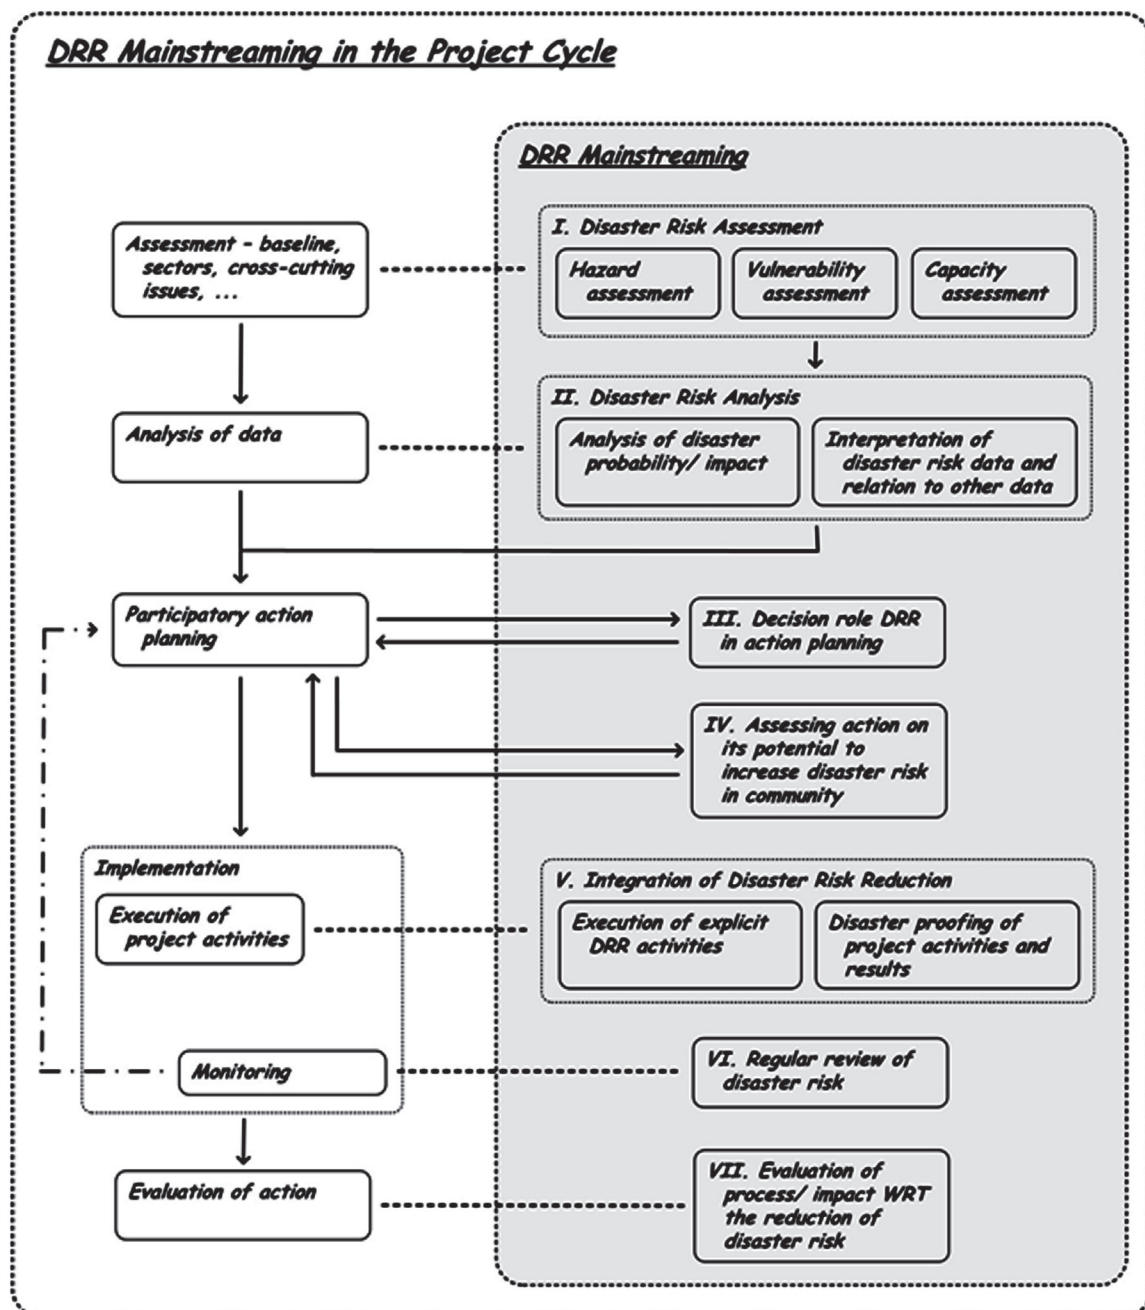 DRR Mainstreaming in the Project Cycle
DRR Mainstreaming
Assessment - baseline,
sectors, cross-cutting
issues, ...
I. Disaster Risk Assessment
Hazard
assessment
Vulnerability
assessment
Capacity
assessment
Analysis of data
II. Disaster Risk Analysis
Analysis of disaster
probability/ impact
Interpretation of
disaster risk data and
relation to other data
Participatory action
planning
III. Decision role DRR
in action planning
IV. Assessing action on
its potential to
increase disaster risk
in community
Implementation
Execution of
project activities
V. Integration of Disaster Risk Reduction
Execution of explicit
DRR activities
Disaster proofing of
project activities and
results
Monitoring
VI. Regular review of
disaster risk
Evaluation of action
VII. Evaluation of
process/ impact WRT
the reduction of
disaster risk